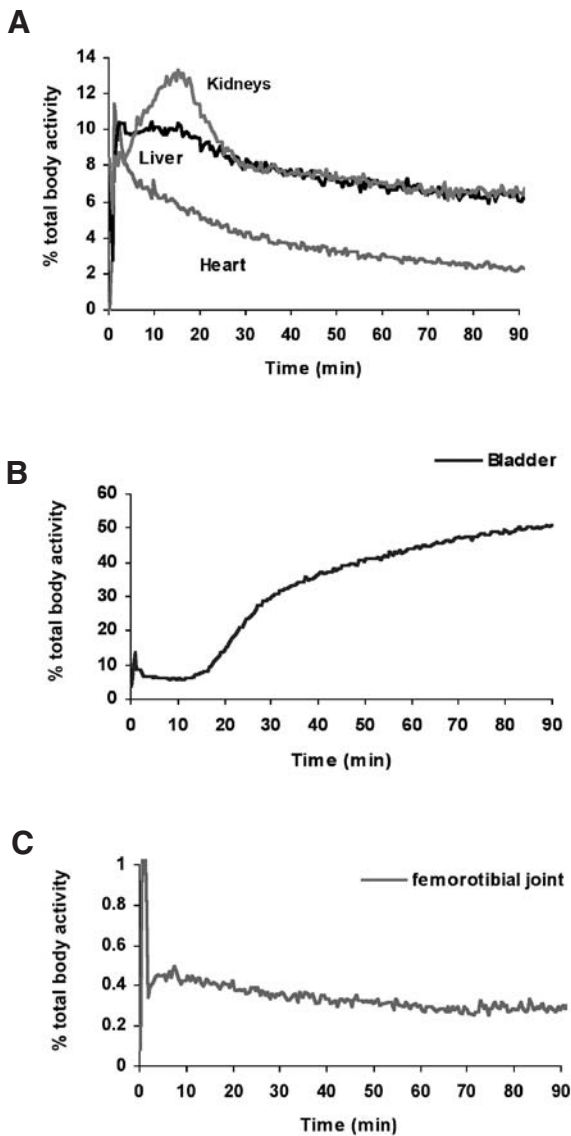 A
% total body activity
14
12
10
8
6
4
2
0
Kidneys
Liver
Heart
0 10 20 30 40 50 60 70 80 90
Time (min)
B
Bladder
% total body activity
60
50
40
30
20
10
0
0 10 20 30 40 50 60 70 80 90
Time (min)
C
femorotibial joint
% total body activity
1
0.8
0.6
0.4
0.2
0
0 10 20 30 40 50 60 70 80 90
Time (min)